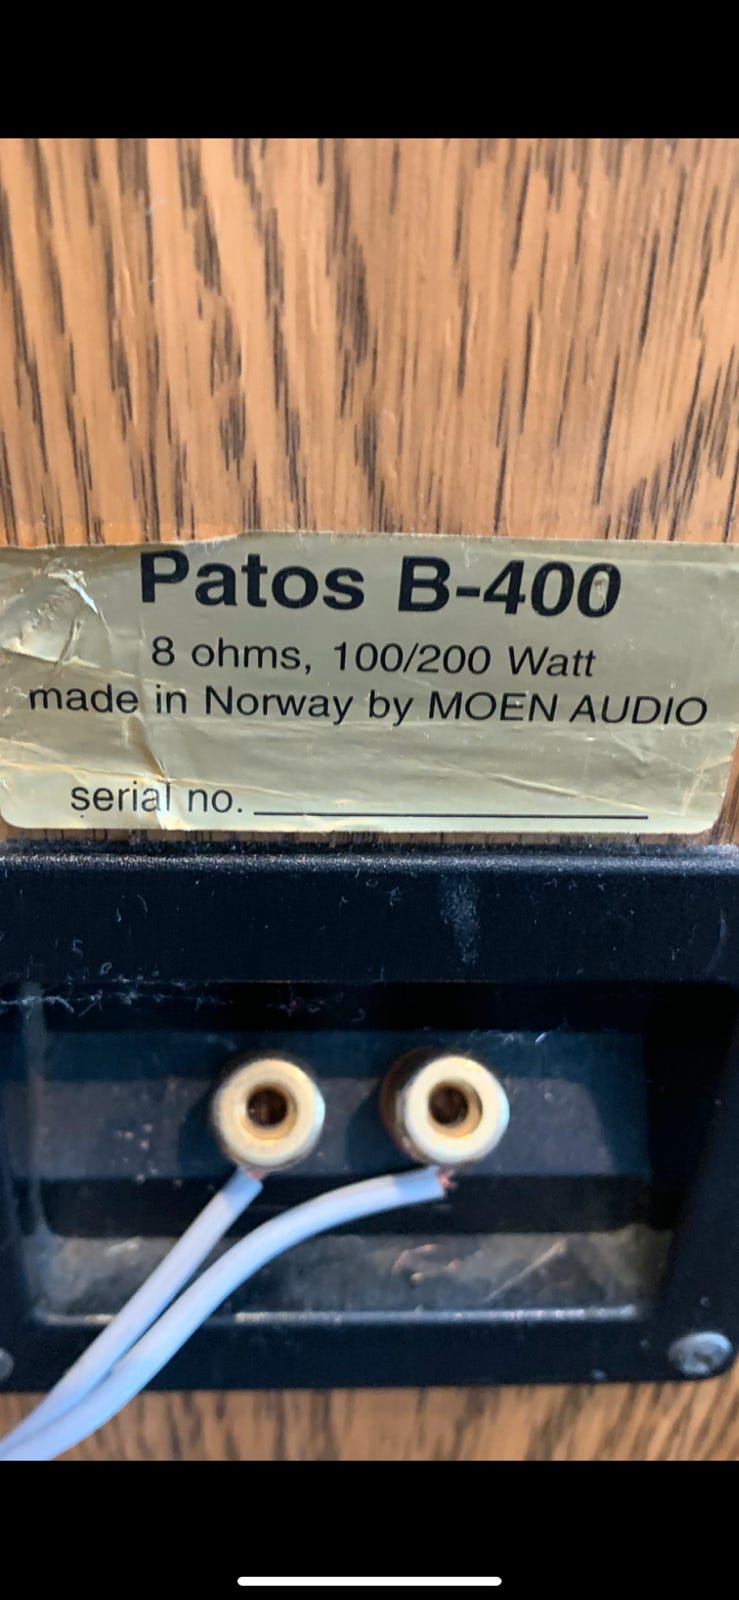 Patos B-400
8 ohms, 100/200 Watt
made in Norway by MOEN AUDIO
serial no.